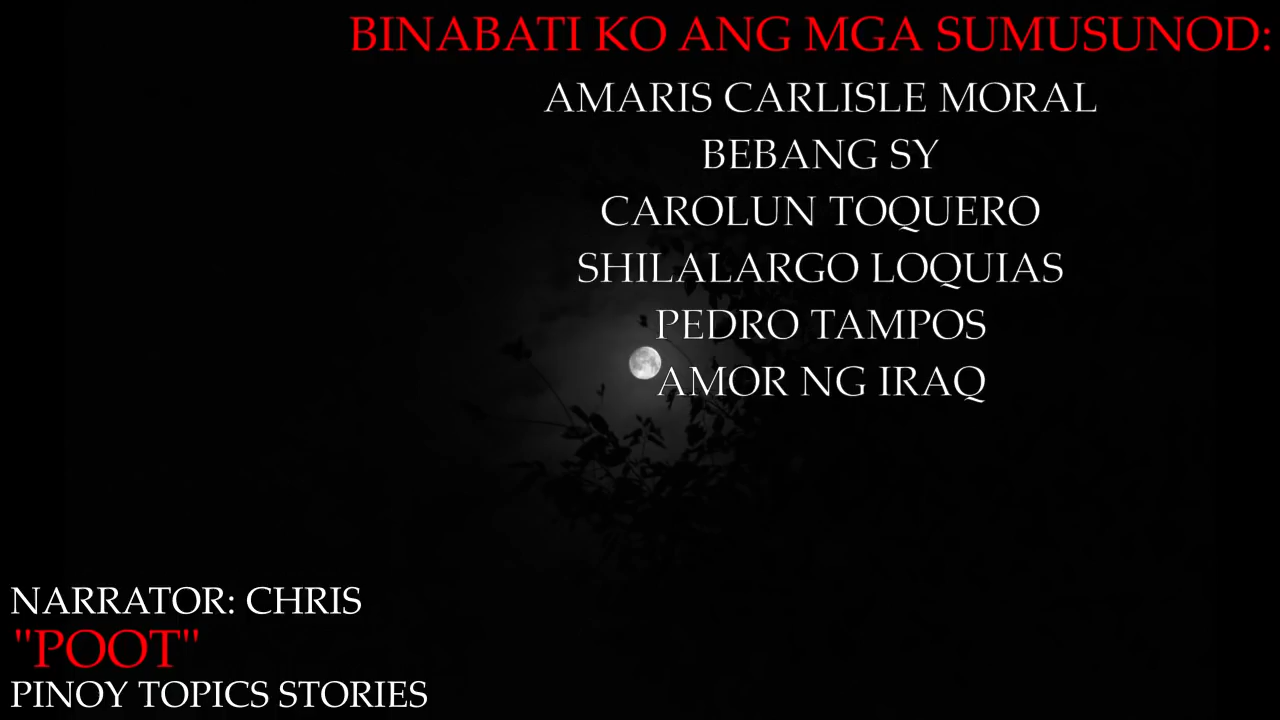 BINABATI KO ANG MGA SUMUSUNOD:
AMARIS CARLISLE MORAL
BEBANG SY
CAROLUN TOQUERO
SHILALARGO LOQUIAS
PEDRO TAMPOS
AMOR NG IRAQ
NARRATOR: CHRIS
"POOT"
PINOY TOPICS STORIES